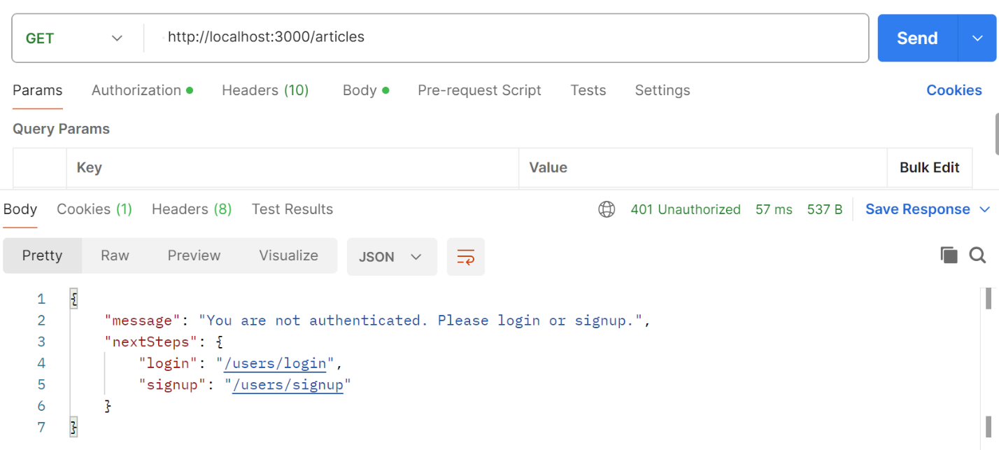 GET http://localhost:3000/articles Send
Params Authorization Headers (10) Body Pre-request Script Tests Settings Cookies
Query Params
Key Value Bulk Edit
Body Cookies (1) Headers (8) Test Results 401 Unauthorized 57 ms 537 B Save Response
Pretty Raw Preview Visualize JSON
1 {
2 "message": "You are not authenticated. Please login or signup.",
3 "nextSteps": {
4 "login": "/users/login",
5 "signup": "/users/signup"
6 }
7 }